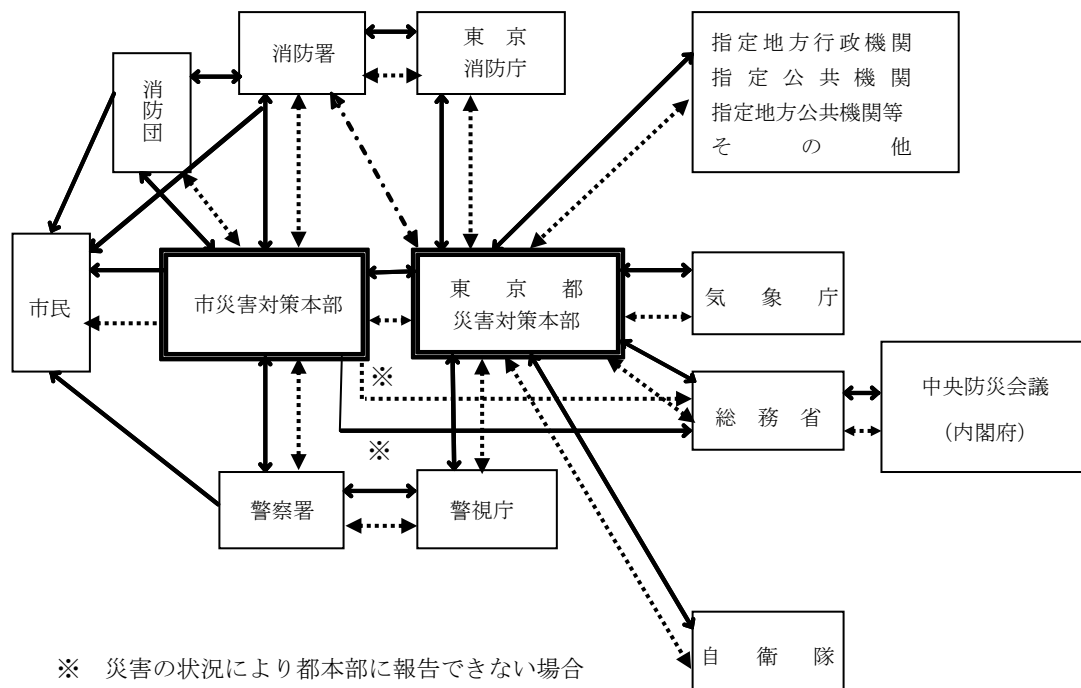 消防署
東京
消防庁
指定地方行政機関
指定公共機関
指定地方公共機関等
その他
消防団
市民
市災害対策本部
東京都
災害対策本部
気象庁
※
総務省
中央防災会議
(内閣府)
※
警察署
警視庁
自衛隊
※ 災害の状況により都本部に報告できない場合